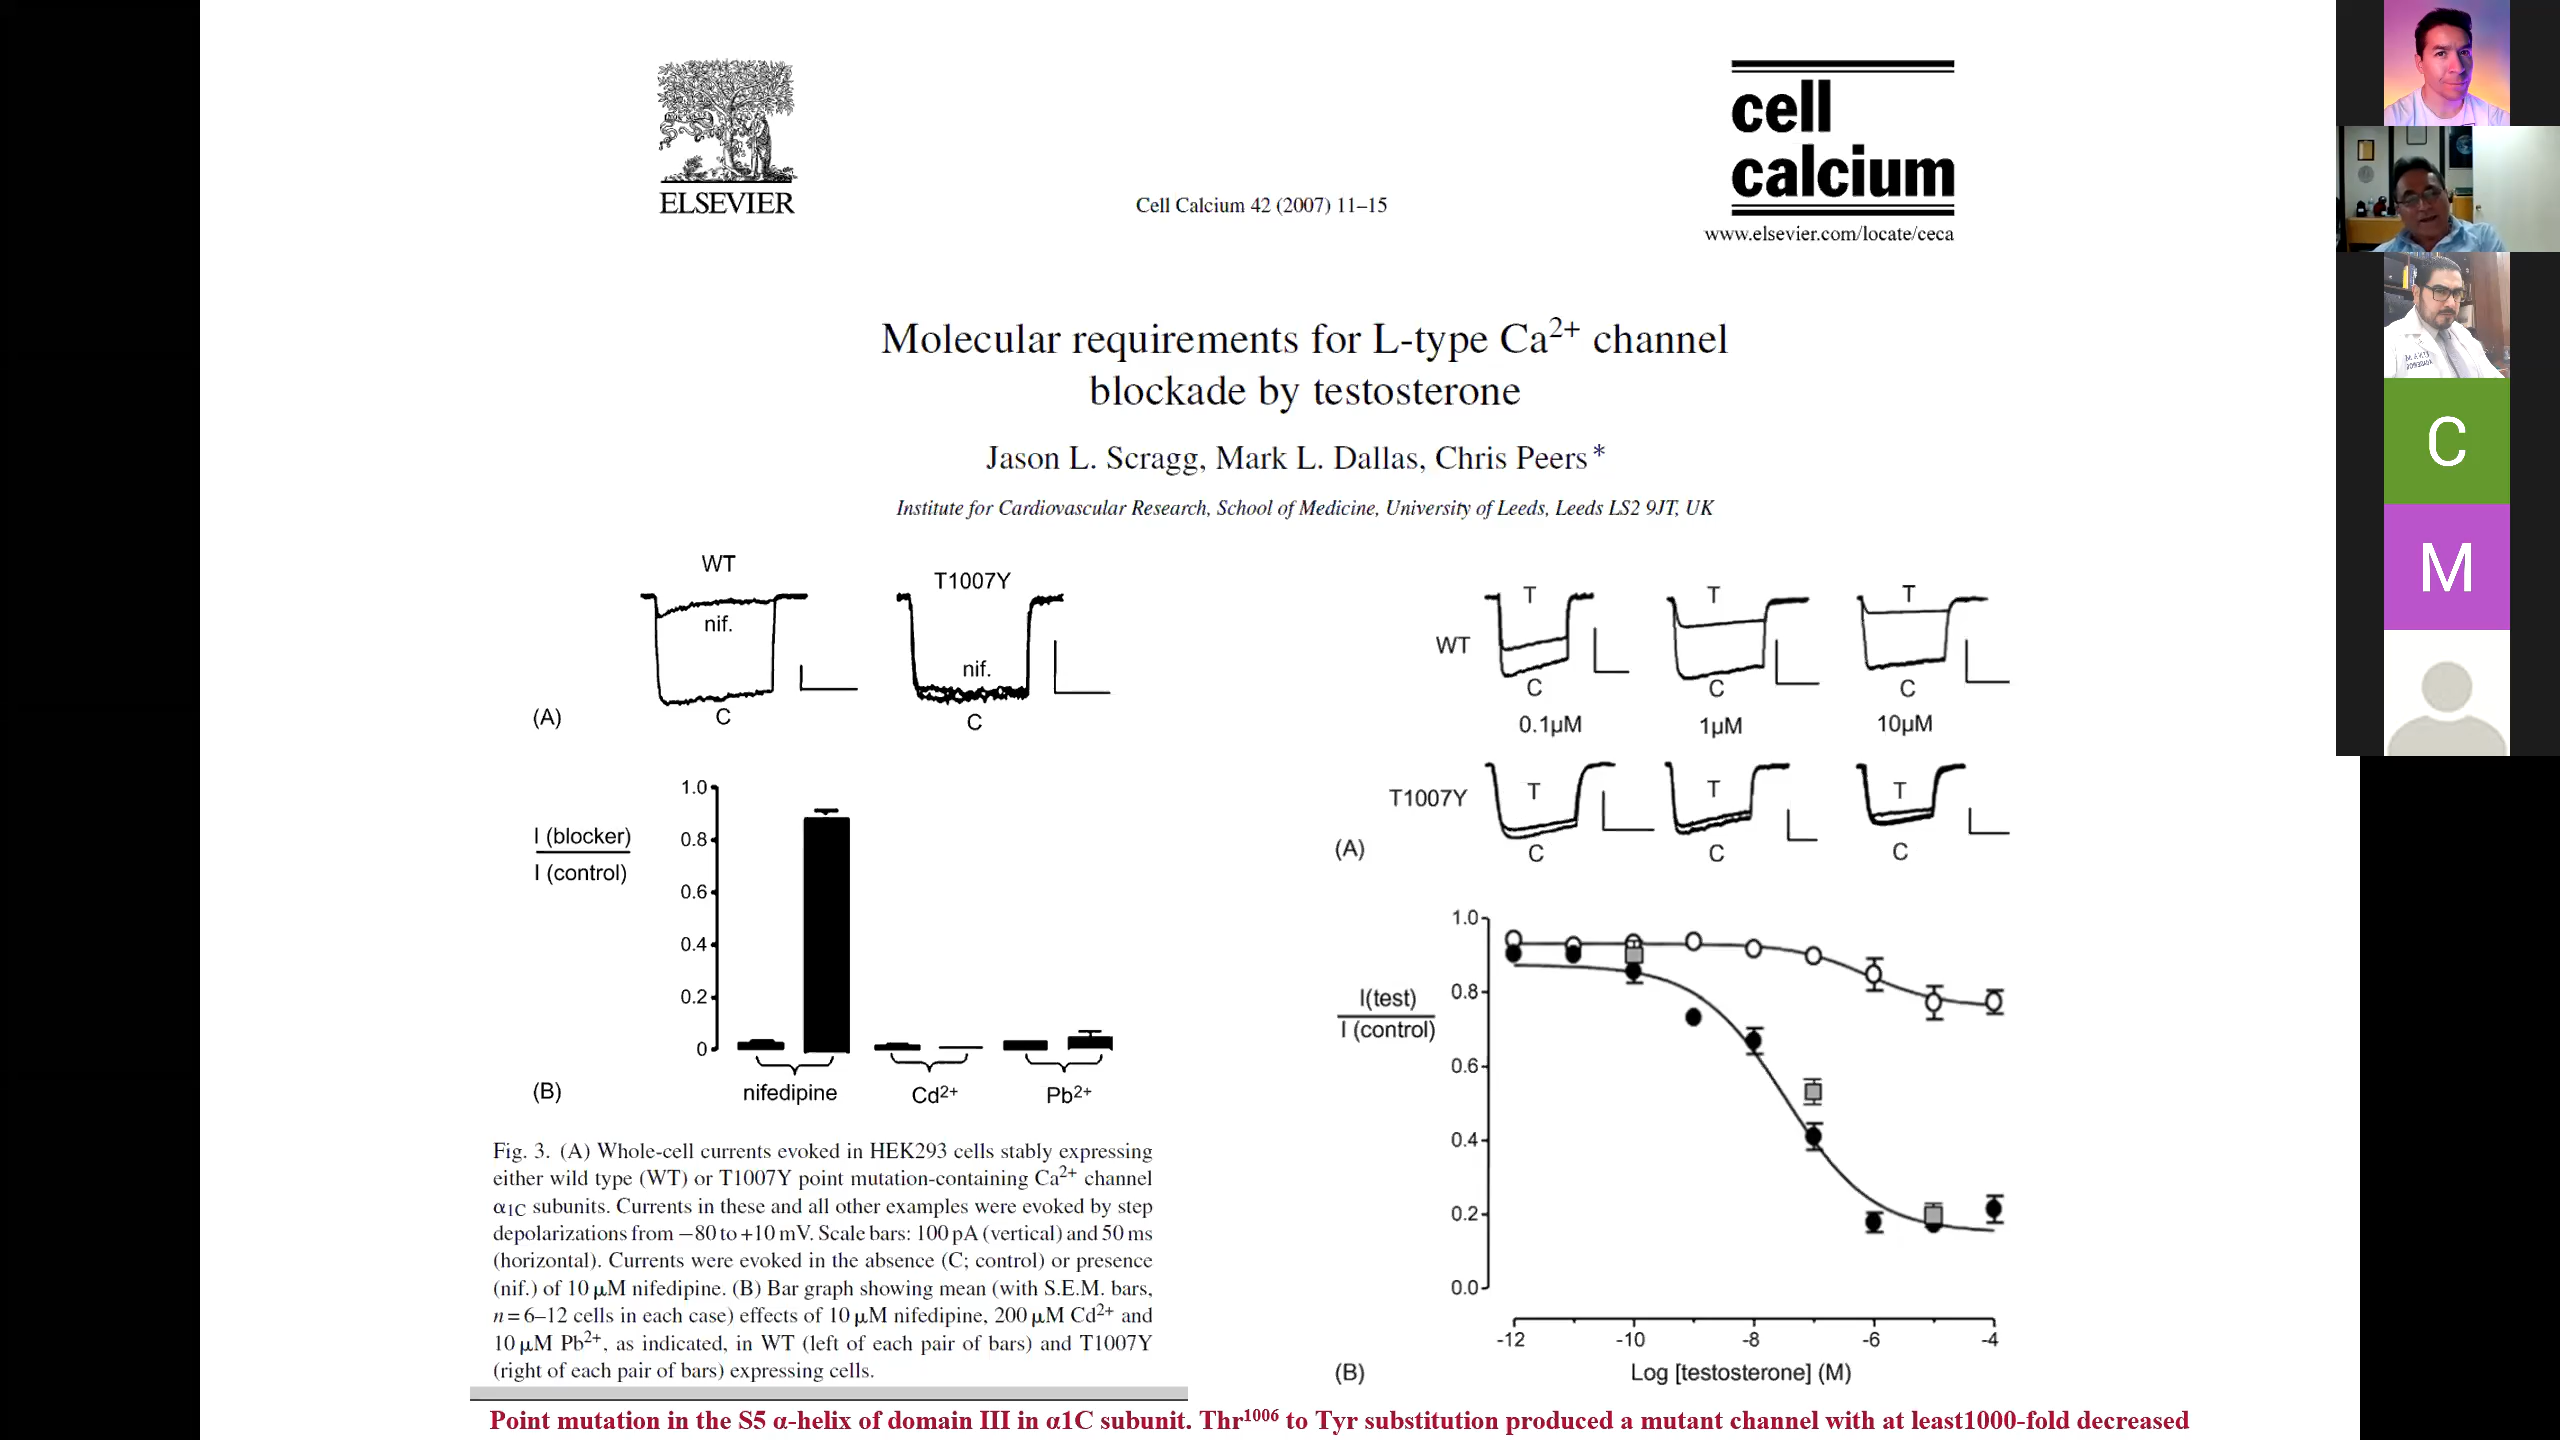 ELSEVIER
Cell Calcium 42 (2007) 11–15
cell
calcium
www.elsevier.com/locate/ceca
Molecular requirements for L-type Ca2+ channel
blockade by testosterone
Jason L. Scragg, Mark L. Dallas, Chris Peers*
Institute for Cardiovascular Research, School of Medicine, University of Leeds, Leeds LS2 9JT, UK
WT
nif.
C
T1007Y
nif.
C
(A)
1.0
0.8
0.6
0.4
0.2
0
I (blocker)
I (control)
nifedipine
Cd2+
Pb2+
(B)
Fig. 3. (A) Whole-cell currents evoked in HEK293 cells stably expressing
either wild type (WT) or T1007Y point mutation-containing Ca2+ channel
α1C subunits. Currents in these and all other examples were evoked by step
depolarizations from −80 to +10 mV. Scale bars: 100 pA (vertical) and 50 ms
(horizontal). Currents were evoked in the absence (C; control) or presence
(nif.) of 10 μM nifedipine. (B) Bar graph showing mean (with S.E.M. bars,
n = 6–12 cells in each case) effects of 10 μM nifedipine, 200 μM Cd2+ and
10 μM Pb2+, as indicated, in WT (left of each pair of bars) and T1007Y
(right of each pair of bars) expressing cells.
WT
T T T
C C C
0.1μM 1μM 10μM
T1007Y
T T T
C C C
(A)
1.0
0.8
0.6
0.4
0.2
0.0
I(test)
I (control)
-12 -10 -8 -6 -4
Log [testosterone] (M)
(B)
Point mutation in the S5 α-helix of domain III in α1C subunit. Thr1006 to Tyr substitution produced a mutant channel with at least1000-fold decreased
C
M